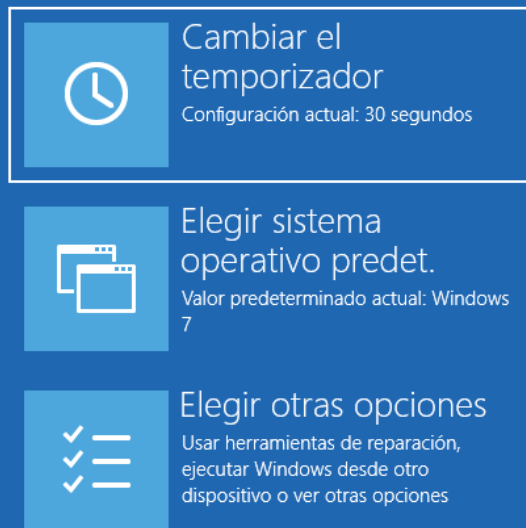 Cambiar el
temporizador
Configuración actual: 30 segundos
Elegir sistema
operativo predet.
Valor predeterminado actual: Windows
7
Elegir otras opciones
Usar herramientas de reparación,
ejecutar Windows desde otro
dispositivo o ver otras opciones